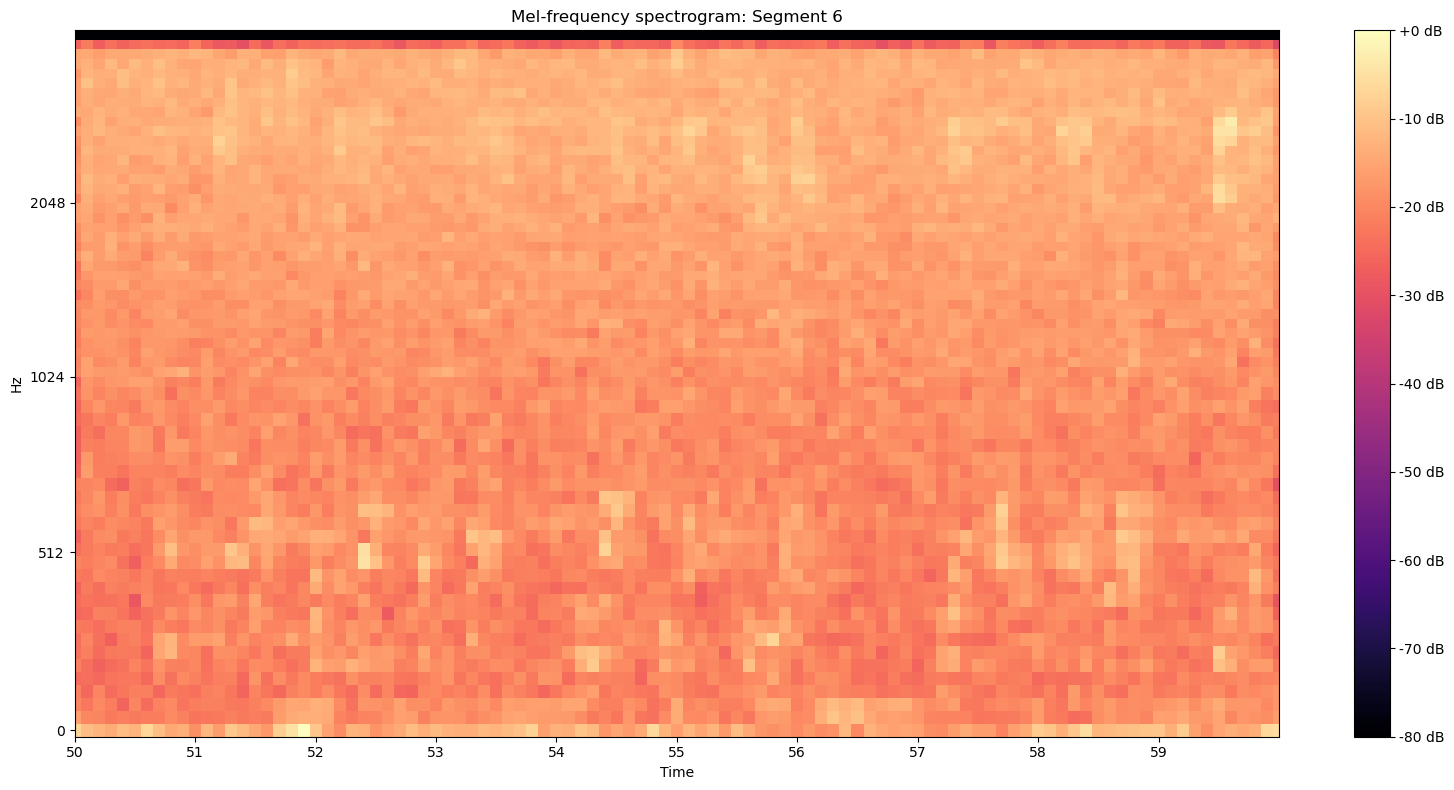 Mel-frequency spectrogram: Segment 6
Hz
2048
1024
512
0
50 51 52 53 54 55 56 57 58 59
Time
+0 dB
-10 dB
-20 dB
-30 dB
-40 dB
-50 dB
-60 dB
-70 dB
-80 dB